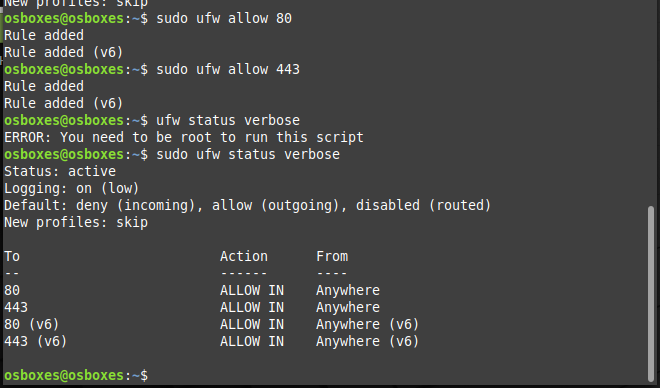 New profiles: skip
osboxes@osboxes:~$ sudo ufw allow 80
Rule added
Rule added (v6)
osboxes@osboxes:~$ sudo ufw allow 443
Rule added
Rule added (v6)
osboxes@osboxes:~$ ufw status verbose
ERROR: You need to be root to run this script
osboxes@osboxes:~$ sudo ufw status verbose
Status: active
Logging: on (low)
Default: deny (incoming), allow (outgoing), disabled (routed)
New profiles: skip
To                         Action      From
--                         ------      ----
80                         ALLOW IN    Anywhere
443                        ALLOW IN    Anywhere
80 (v6)                    ALLOW IN    Anywhere (v6)
443 (v6)                   ALLOW IN    Anywhere (v6)
osboxes@osboxes:~$